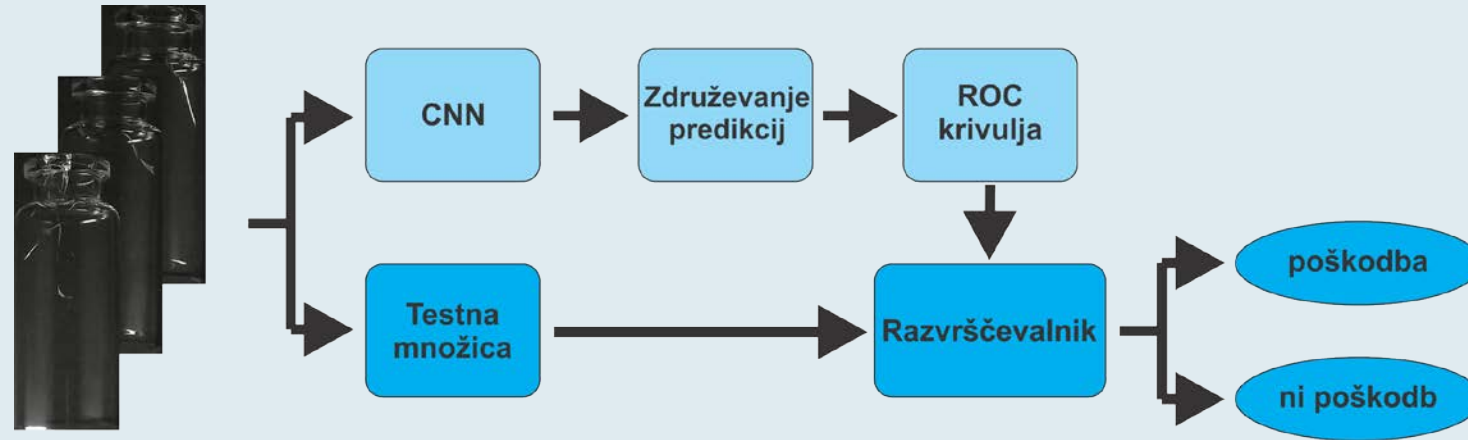 CNN
Združevanje
predikcij
ROC
krivulja
Testna
množica
Razvrščevalnik
poškodba
ni poškodb